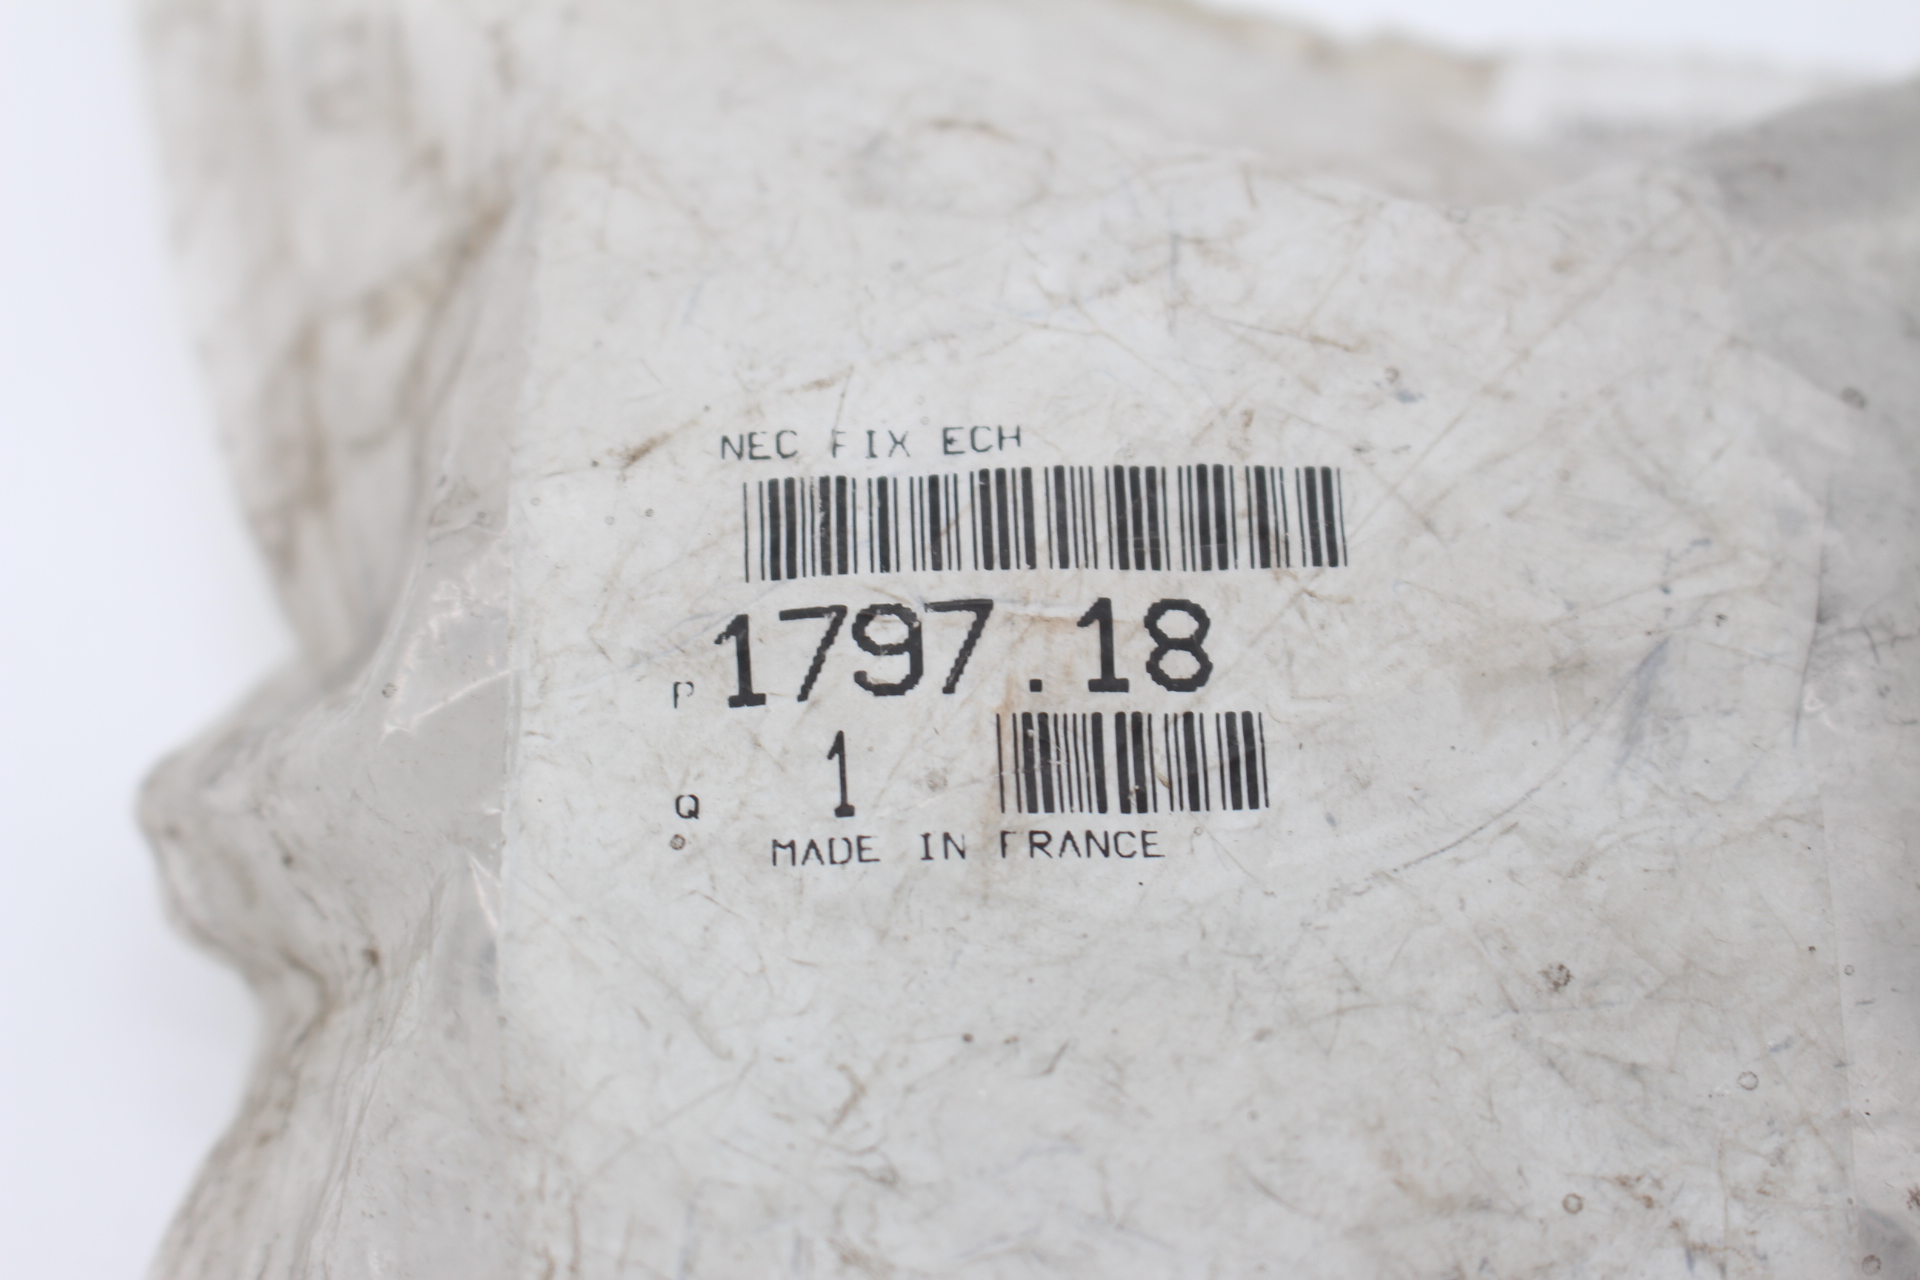 NEC FIX ECH
P 1797.18
Q 1
MADE IN FRANCE